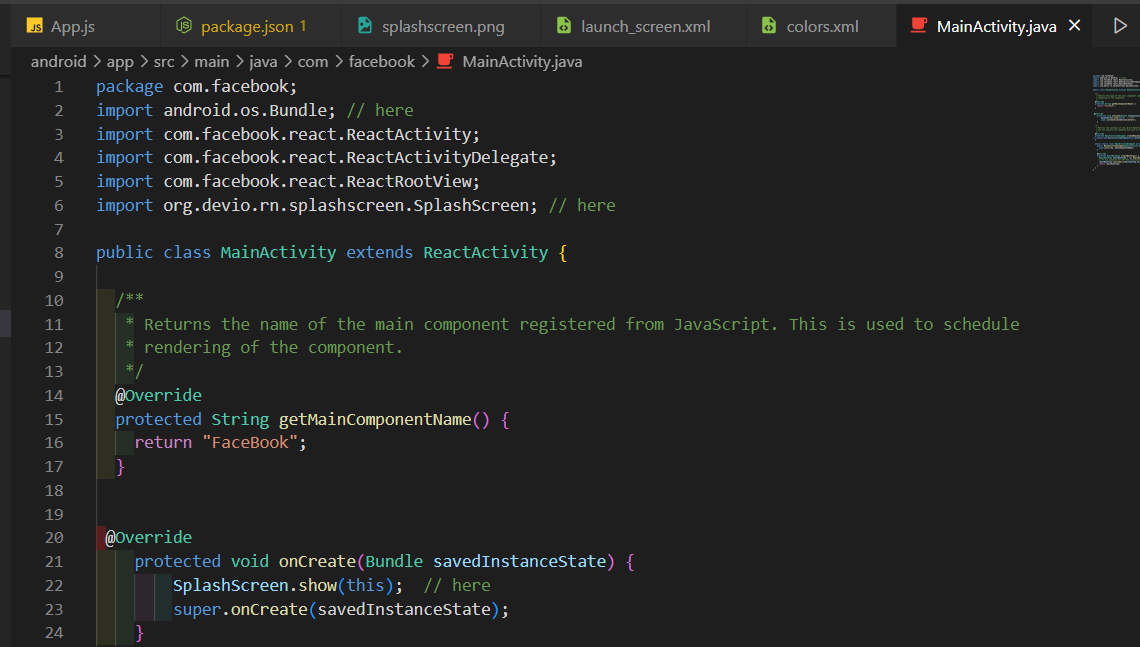 App.js package.json 1 splashscreen.png launch_screen.xml colors.xml MainActivity.java
android > app > src > main > java > com > facebook > MainActivity.java
1 package com.facebook;
2 import android.os.Bundle; // here
3 import com.facebook.react.ReactActivity;
4 import com.facebook.react.ReactActivityDelegate;
5 import com.facebook.react.ReactRootView;
6 import org.devio.rn.splashscreen.SplashScreen; // here
7
8 public class MainActivity extends ReactActivity {
9
10 /**
11 * Returns the name of the main component registered from JavaScript. This is used to schedule
12 * rendering of the component.
13 */
14 @Override
15 protected String getMainComponentName() {
16 return "FaceBook";
17 }
18
19
20 @Override
21 protected void onCreate(Bundle savedInstanceState) {
22 SplashScreen.show(this); // here
23 super.onCreate(savedInstanceState);
24 }